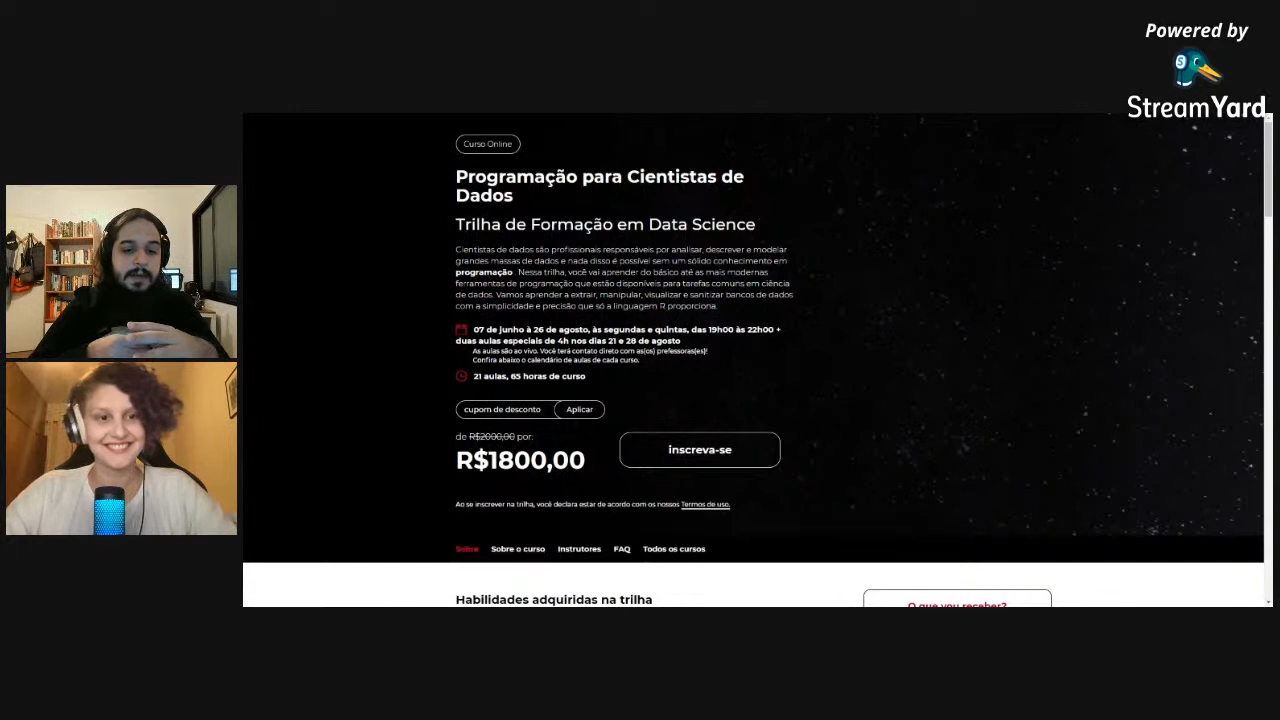 Powered by
StreamYard
Curso Online
Programação para Cientistas de
Dados
Trilha de Formação em Data Science
Cientistas de dados são profissionais responsáveis por analisar, descrever e modelar
grandes massas de dados e nada disso é possível sem um sólido conhecimento em
programação . Nessa trilha, você vai aprender do básico até as mais modernas
ferramentas de programação que estão disponíveis para tarefas comuns em ciência
de dados. Vamos aprender a extrair, manipular, visualizar e sanitizar bancos de dados
com a simplicidade e precisão que só a linguagem R proporciona.
07 de junho à 26 de agosto, às segundas e quintas, das 19h00 às 22h00 +
duas aulas especiais de 4h nos dias 21 e 28 de agosto
As aulas são ao vivo. Você terá contato direto com as(os) prefessoras(es)!
Confira abaixo o calendário de aulas de cada curso.
21 aulas, 65 horas de curso
cupom de desconto Aplicar
de R$2000,00 por:
R$1800,00
inscreva-se
Ao se inscrever na trilha, você declara estar de acordo com os nossos Termos de uso.
Sobre Sobre o curso Instrutores FAQ Todos os cursos
Habilidades adquiridas na trilha
O que vou receber?